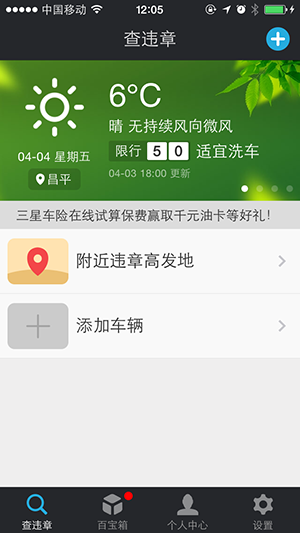 中国移动 12:05
查违章
6°C
晴 无持续风向微风
04-04 星期五
限行 5 0 适宜洗车
昌平
04-03 18:00 更新
三星车险在线试算保费赢取千元油卡等好礼!
附近违章高发地
添加车辆
查违章 百宝箱 个人中心 设置